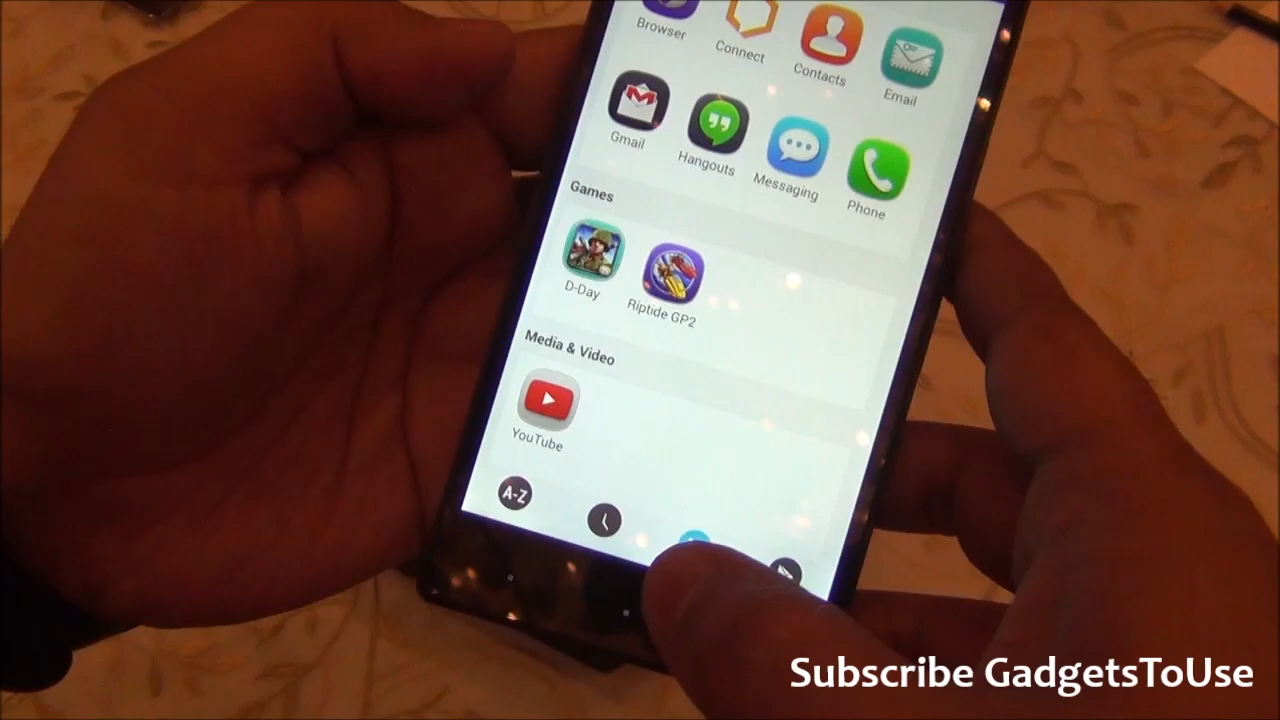 Browser
Connect
Contacts
Email
Gmail
Hangouts
Messaging
Phone
Games
D-Day
Riptide GP2
Media & Video
YouTube
A-Z
Subscribe GadgetsToUse